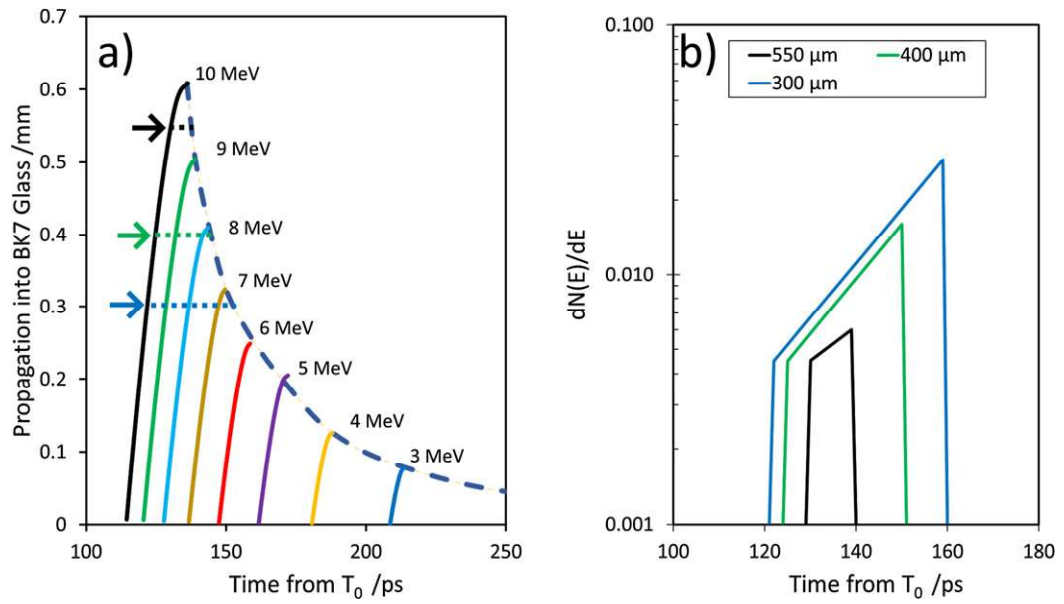 a)
Propagation into BK7 Glass /mm
0.7
0.6
0.5
0.4
0.3
0.2
0.1
0
10 MeV
9 MeV
8 MeV
7 MeV
6 MeV
5 MeV
4 MeV
3 MeV
100 150 200 250
Time from T₀ /ps
b)
dN(E)/dE
0.100
0.010
0.001
550 µm 400 µm
300 µm
100 120 140 160 180
Time from T₀ /ps